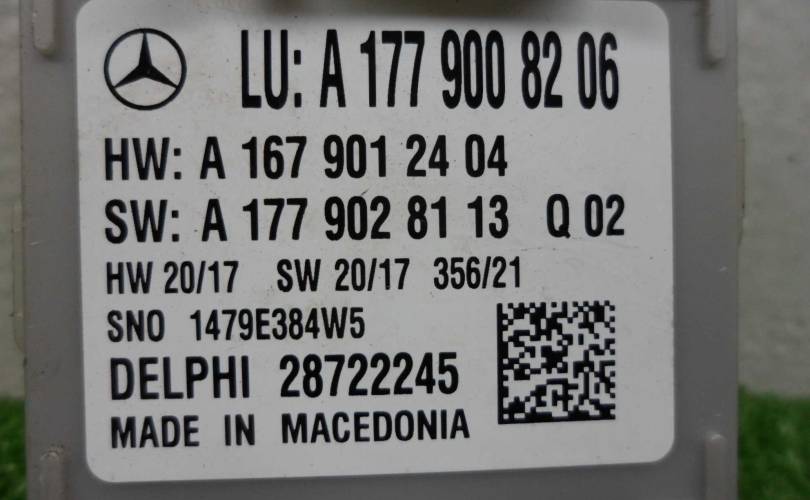 LU: A 177 900 82 06
HW: A 167 901 24 04
SW: A 177 902 81 13 Q 02
HW 20/17 SW 20/17 356/21
SNO 1479E384W5
DELPHI 28722245
MADE IN MACEDONIA